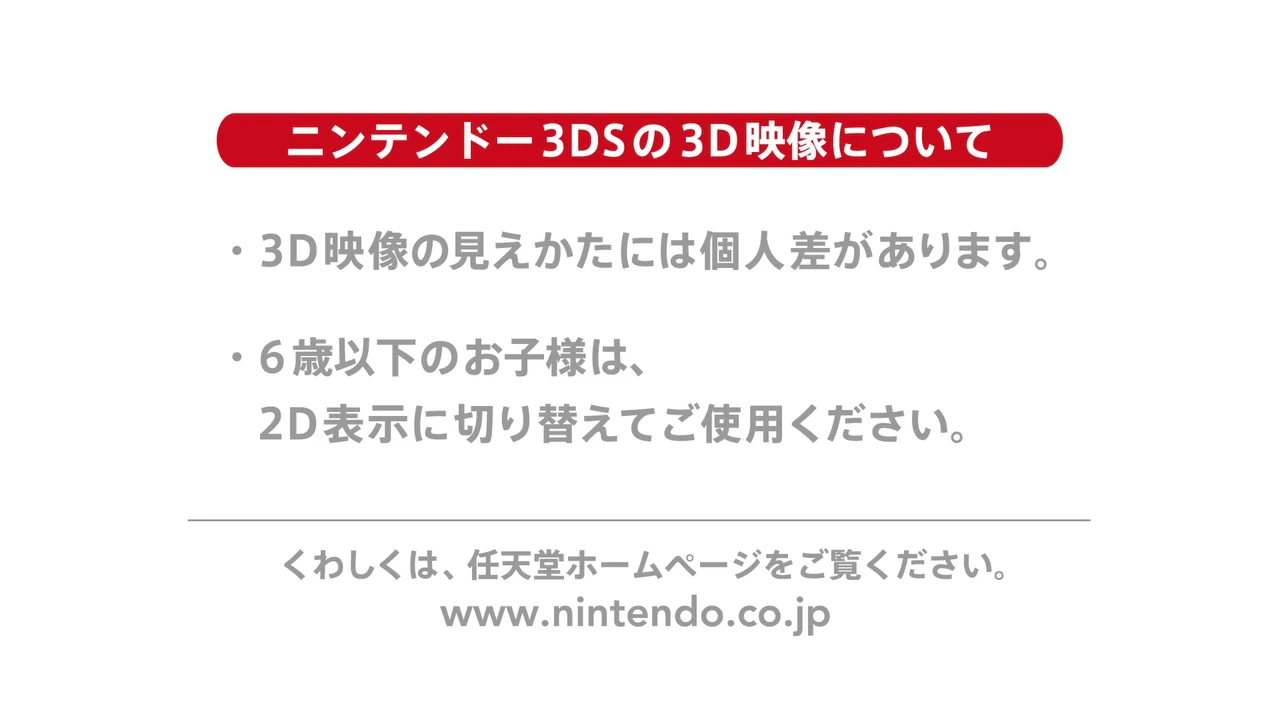 ニンテンドー3DSの3D映像について
・3D映像の見えかたには個人差があります。
・6歳以下のお子様は、
2D表示に切り替えてご使用ください。
くわしくは、任天堂ホームページをご覧ください。
www.nintendo.co.jp